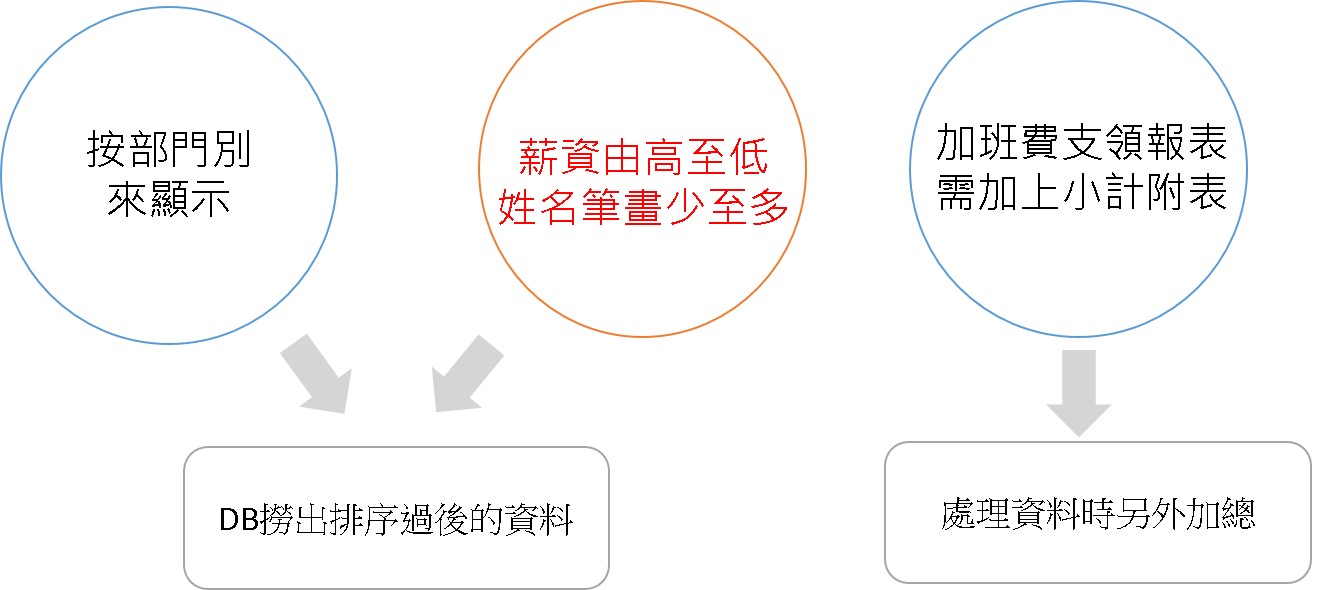 按部門別
來顯示
薪資由高至低
姓名筆畫少至多
加班費支領報表
需加上小計附表
DB撈出排序過後的資料
處理資料時另外加總